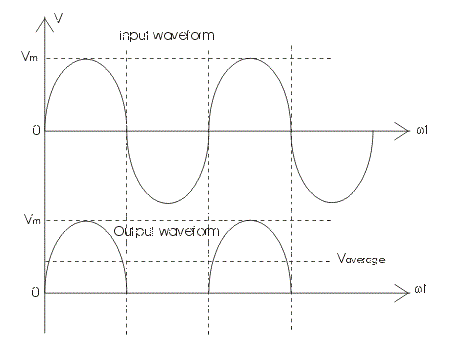 V
Input waveform
Vm
0
ωt
Vm
Output waveform
Vaverage
0
ωt